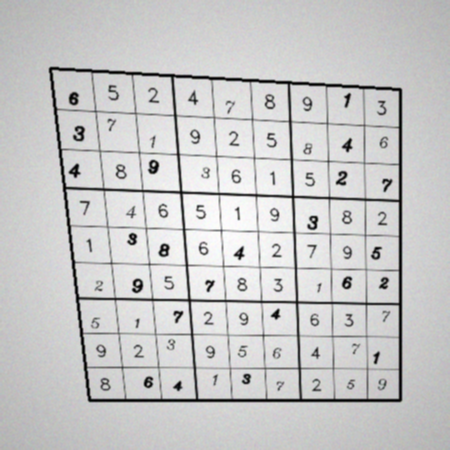 6 5 2 4 7 8 9 1 3
3 7 1 9 2 5 8 4 6
4 8 9 3 6 1 5 2 7
7 4 6 5 1 9 3 8 2
1 3 8 6 4 2 7 9 5
2 9 5 7 8 3 1 6 2
5 1 7 2 9 4 6 3 7
9 2 3 9 5 6 4 7 1
8 6 4 1 3 7 2 5 9